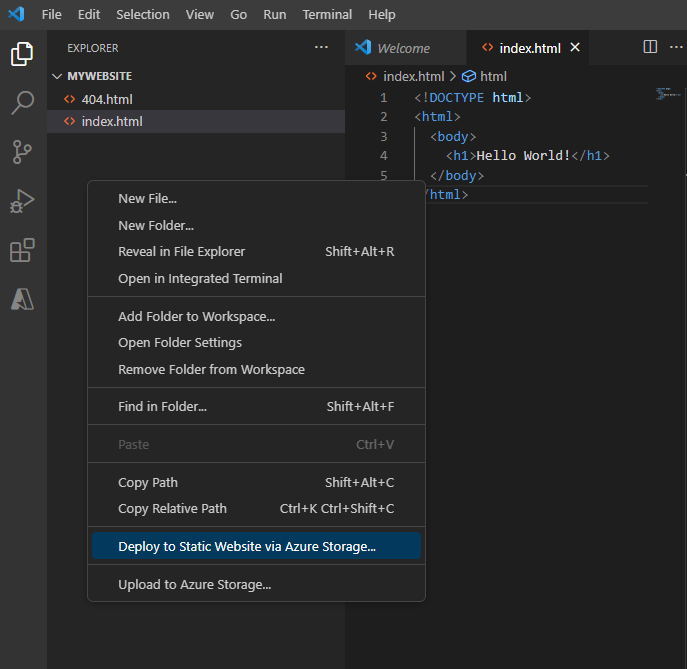 File Edit Selection View Go Run Terminal Help
EXPLORER ...
MYWEBSITE
404.html
index.html
Welcome
index.html
index.html > html
1 <!DOCTYPE html>
2 <html>
3 <body>
4 <h1>Hello World!</h1>
5 </body>
/html>
New File...
New Folder...
Reveal in File Explorer Shift+Alt+R
Open in Integrated Terminal
Add Folder to Workspace...
Open Folder Settings
Remove Folder from Workspace
Find in Folder... Shift+Alt+F
Paste Ctrl+V
Copy Path Shift+Alt+C
Copy Relative Path Ctrl+K Ctrl+Shift+C
Deploy to Static Website via Azure Storage...
Upload to Azure Storage...